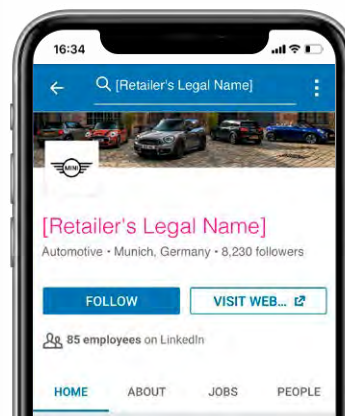 16:34
[Retailer's Legal Name]
MINI
[Retailer's Legal Name]
Automotive • Munich, Germany • 8,230 followers
FOLLOW
VISIT WEB...
85 employees on LinkedIn
HOME ABOUT JOBS PEOPLE